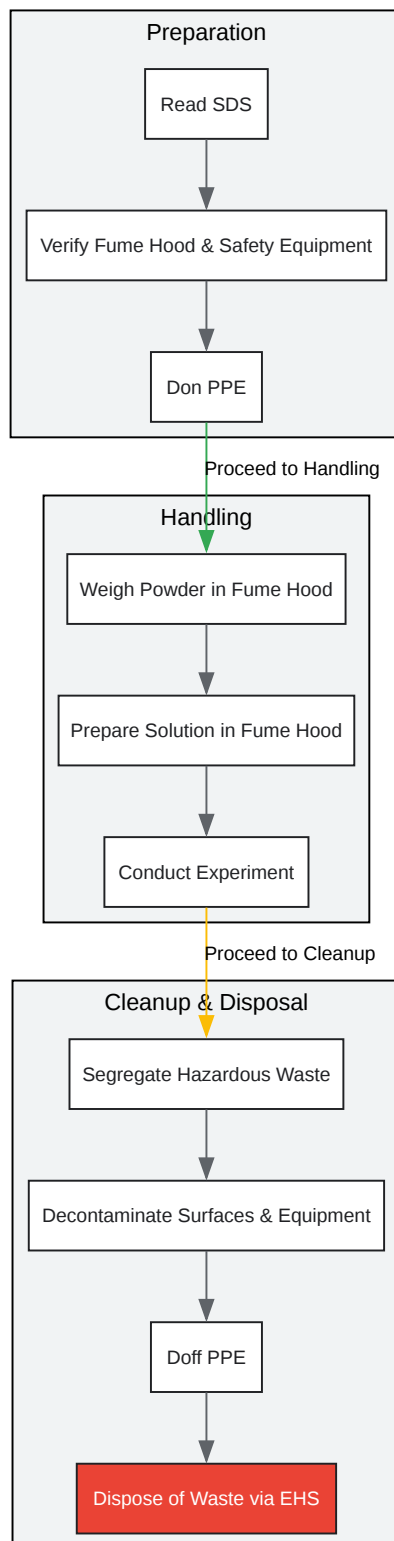 Preparation
Read SDS
Verify Fume Hood & Safety Equipment
Don PPE
Proceed to Handling
Handling
Weigh Powder in Fume Hood
Prepare Solution in Fume Hood
Conduct Experiment
Proceed to Cleanup
Cleanup & Disposal
Segregate Hazardous Waste
Decontaminate Surfaces & Equipment
Doff PPE
Dispose of Waste via EHS